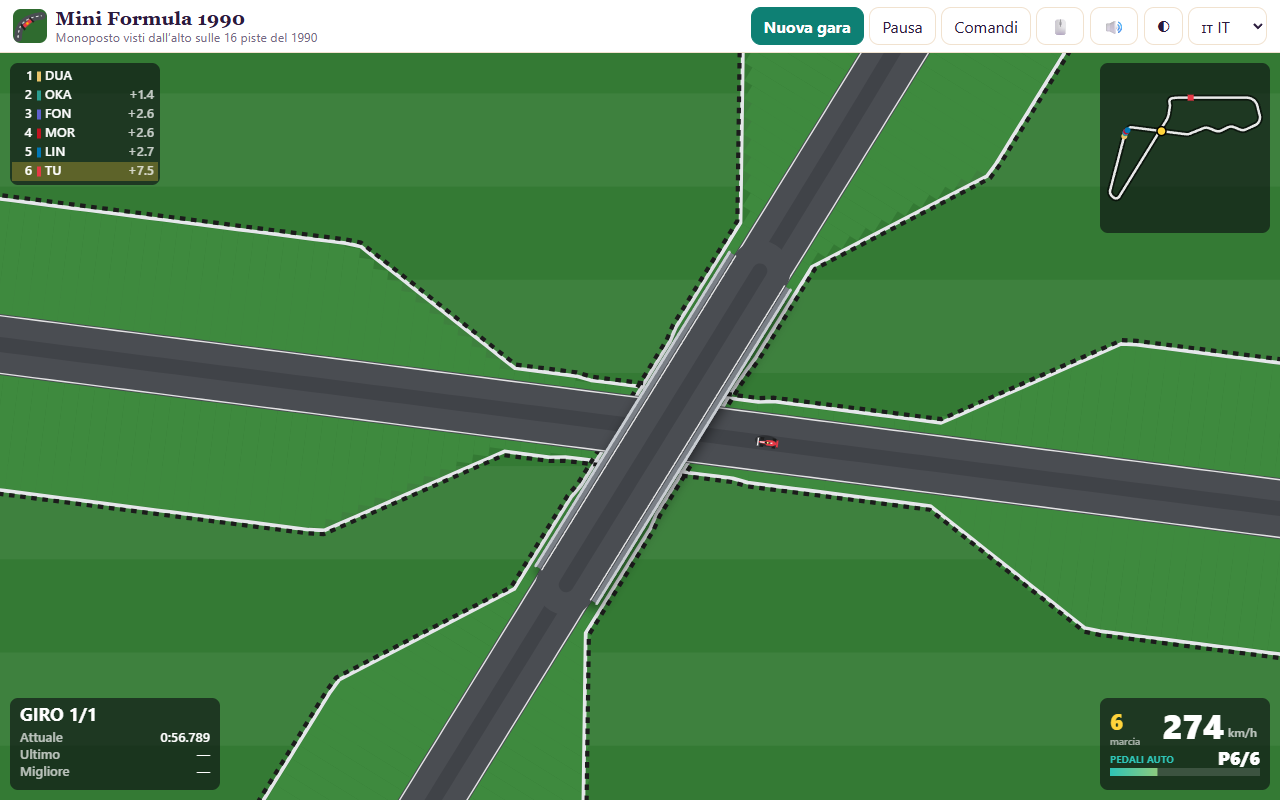 Mini Formula 1990
Monoposto visti dall'alto sulle 16 piste del 1990
Nuova gara
Pausa
Comandi
IT IT
1 DUA
2 OKA +1.4
3 FON +2.6
4 MOR +2.6
5 LIN +2.7
6 TU +7.5
GIRO 1/1
Attuale 0:56.789
Ultimo —
Migliore —
6 274 km/h
marcia
PEDALI AUTO P6/6